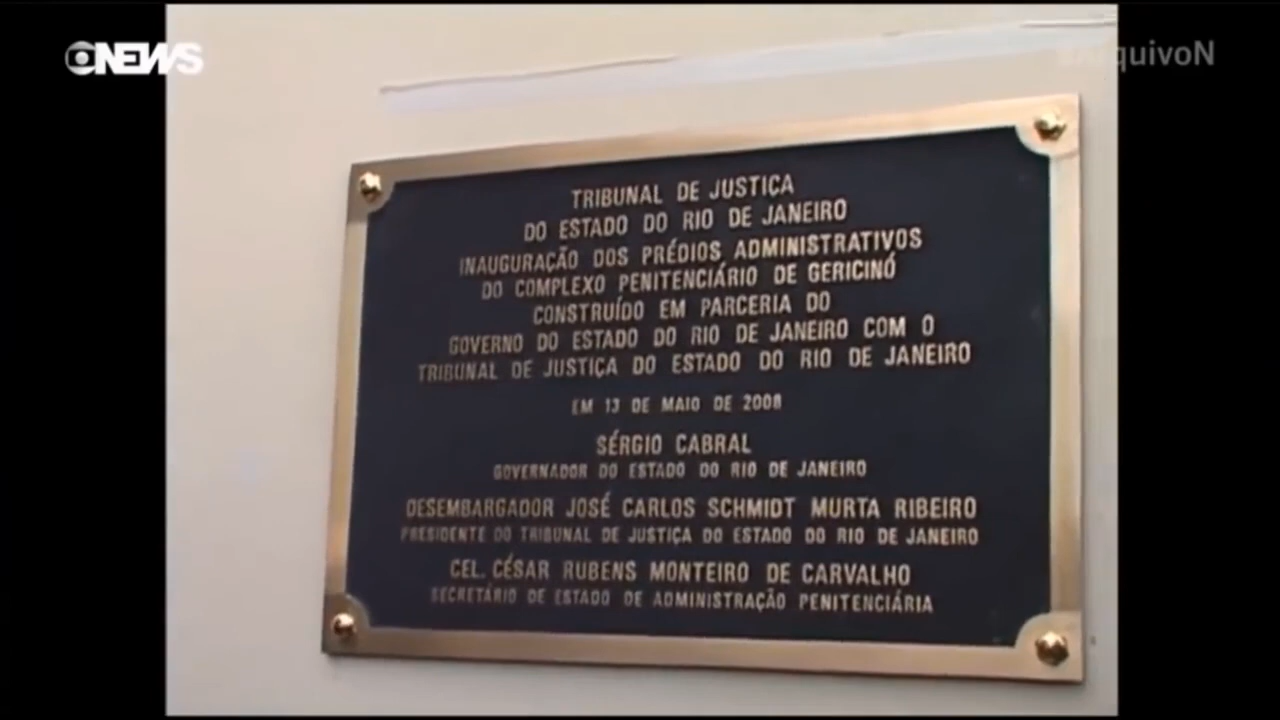 NEWS
#arquivoN
TRIBUNAL DE JUSTIÇA
DO ESTADO DO RIO DE JANEIRO
INAUGURAÇÃO DOS PRÉDIOS ADMINISTRATIVOS
DO COMPLEXO PENITENCIÁRIO DE GERICINÓ
CONSTRUÍDO EM PARCERIA DO
GOVERNO DO ESTADO DO RIO DE JANEIRO COM O
TRIBUNAL DE JUSTIÇA DO ESTADO DO RIO DE JANEIRO
EM 13 DE MAIO DE 2008
SÉRGIO CABRAL
GOVERNADOR DO ESTADO DO RIO DE JANEIRO
DESEMBARGADOR JOSÉ CARLOS SCHMIDT MURTA RIBEIRO
PRESIDENTE DO TRIBUNAL DE JUSTIÇA DO ESTADO DO RIO DE JANEIRO
CEL. CÉSAR RUBENS MONTEIRO DE CARVALHO
SECRETÁRIO DE ESTADO DE ADMINISTRAÇÃO PENITENCIÁRIA